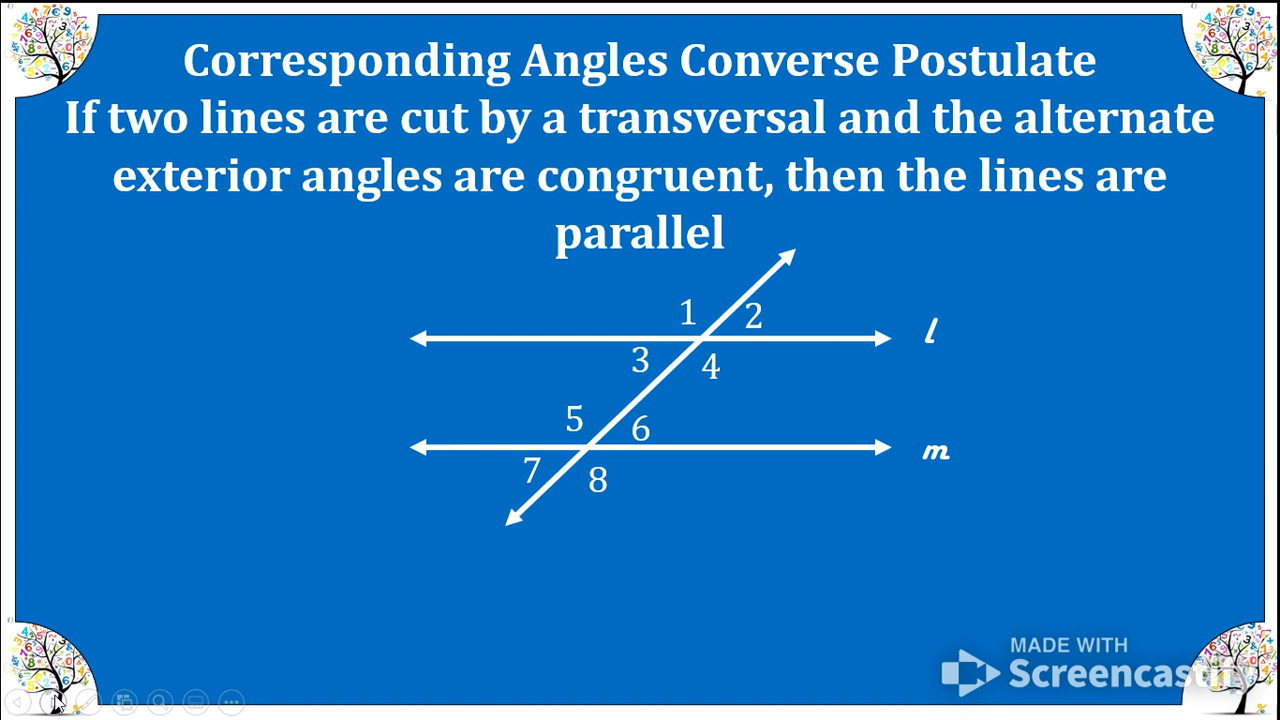 Corresponding Angles Converse Postulate
If two lines are cut by a transversal and the alternate
exterior angles are congruent, then the lines are
parallel
1 2
l
3 4
5 6
m
7 8
MADE WITH
Screencastify